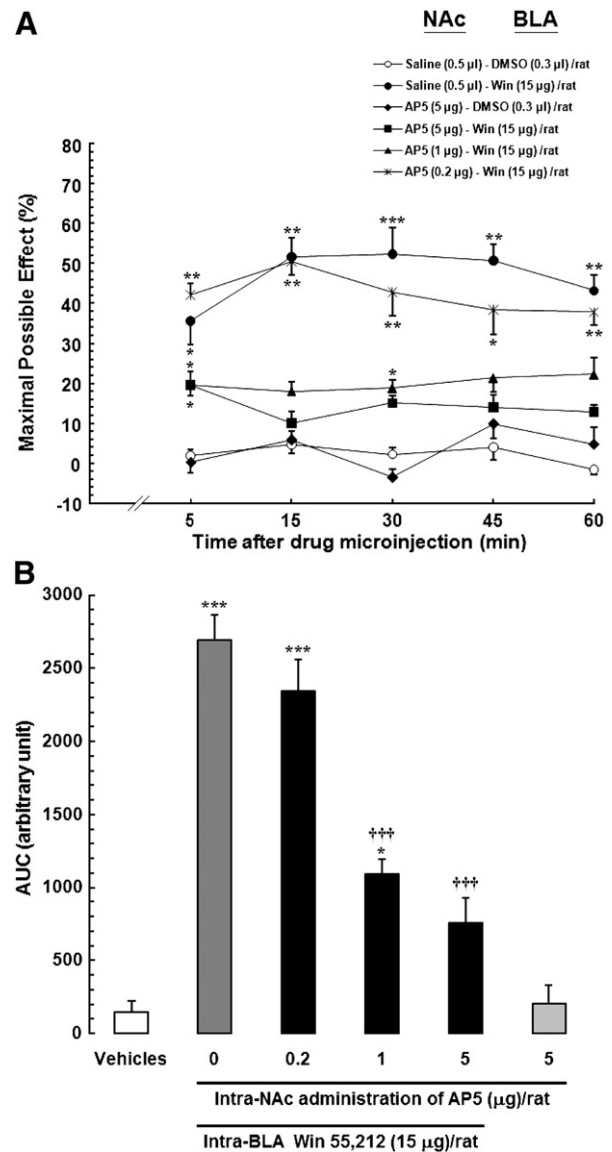 A
NAc BLA
Saline (0.5 µl) - DMSO (0.3 µl) /rat
Saline (0.5 µl) - Win (15 µg) /rat
AP5 (5 µg) - DMSO (0.3 µl) /rat
AP5 (5 µg) - Win (15 µg) /rat
AP5 (1 µg) - Win (15 µg) /rat
AP5 (0.2 µg) - Win (15 µg) /rat
Maximal Possible Effect (%)
80
70
60
50
40
30
20
10
0
-10
** ** *** ** **
** ** * **
*
*
*
*
5 15 30 45 60
Time after drug microinjection (min)
B
AUC (arbitrary unit)
3000
2500
2000
1500
1000
500
0
***
***
†††
*
†††
Vehicles 0 0.2 1 5 5
Intra-NAc administration of AP5 (µg)/rat
Intra-BLA Win 55,212 (15 µg)/rat